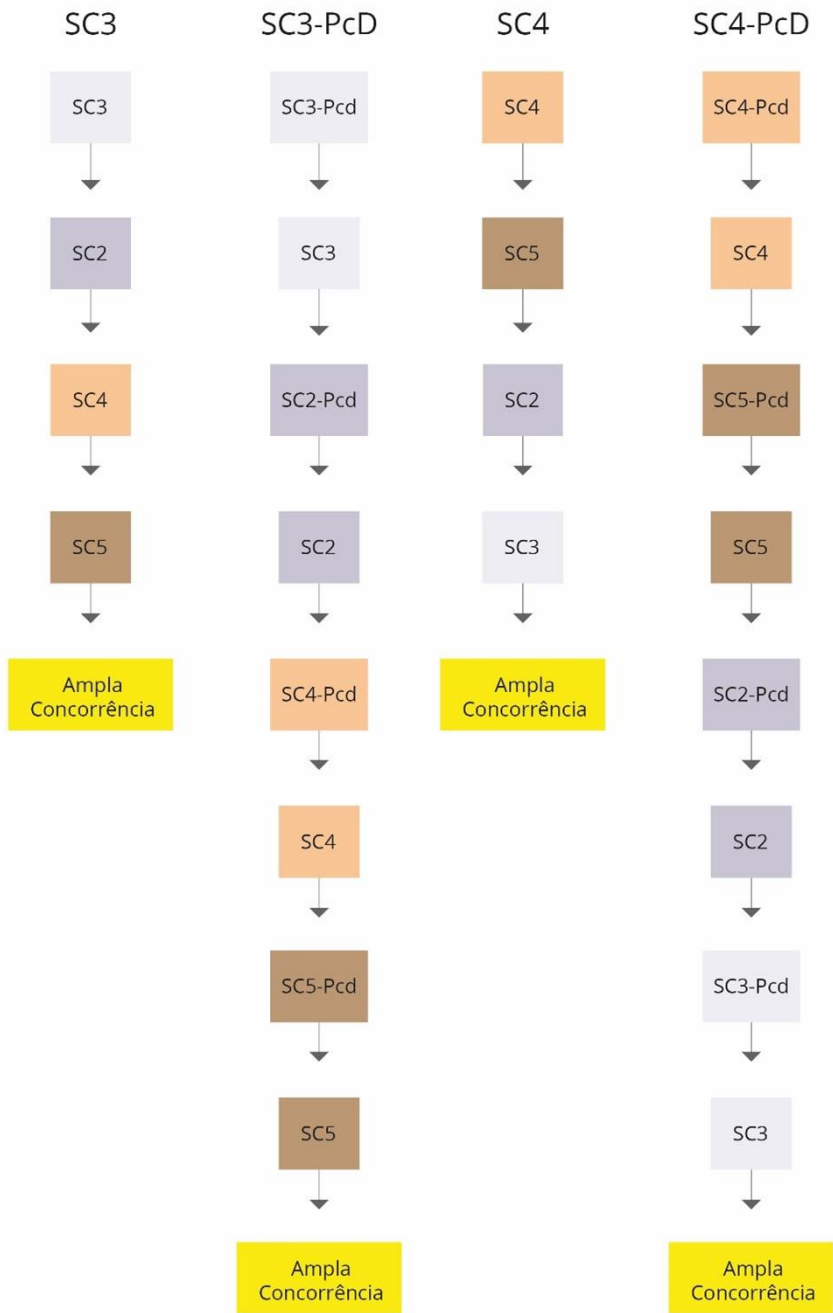 SC3
SC3
SC2
SC4
SC5
Ampla
Concorrência
SC3-PcD
SC3-Pcd
SC3
SC2-Pcd
SC2
SC4-Pcd
SC4
SC5-Pcd
SC5
Ampla
Concorrência
SC4
SC4
SC5
SC2
SC3
Ampla
Concorrência
SC4-PcD
SC4-Pcd
SC4
SC5-Pcd
SC5
SC2-Pcd
SC2
SC3-Pcd
SC3
Ampla
Concorrência